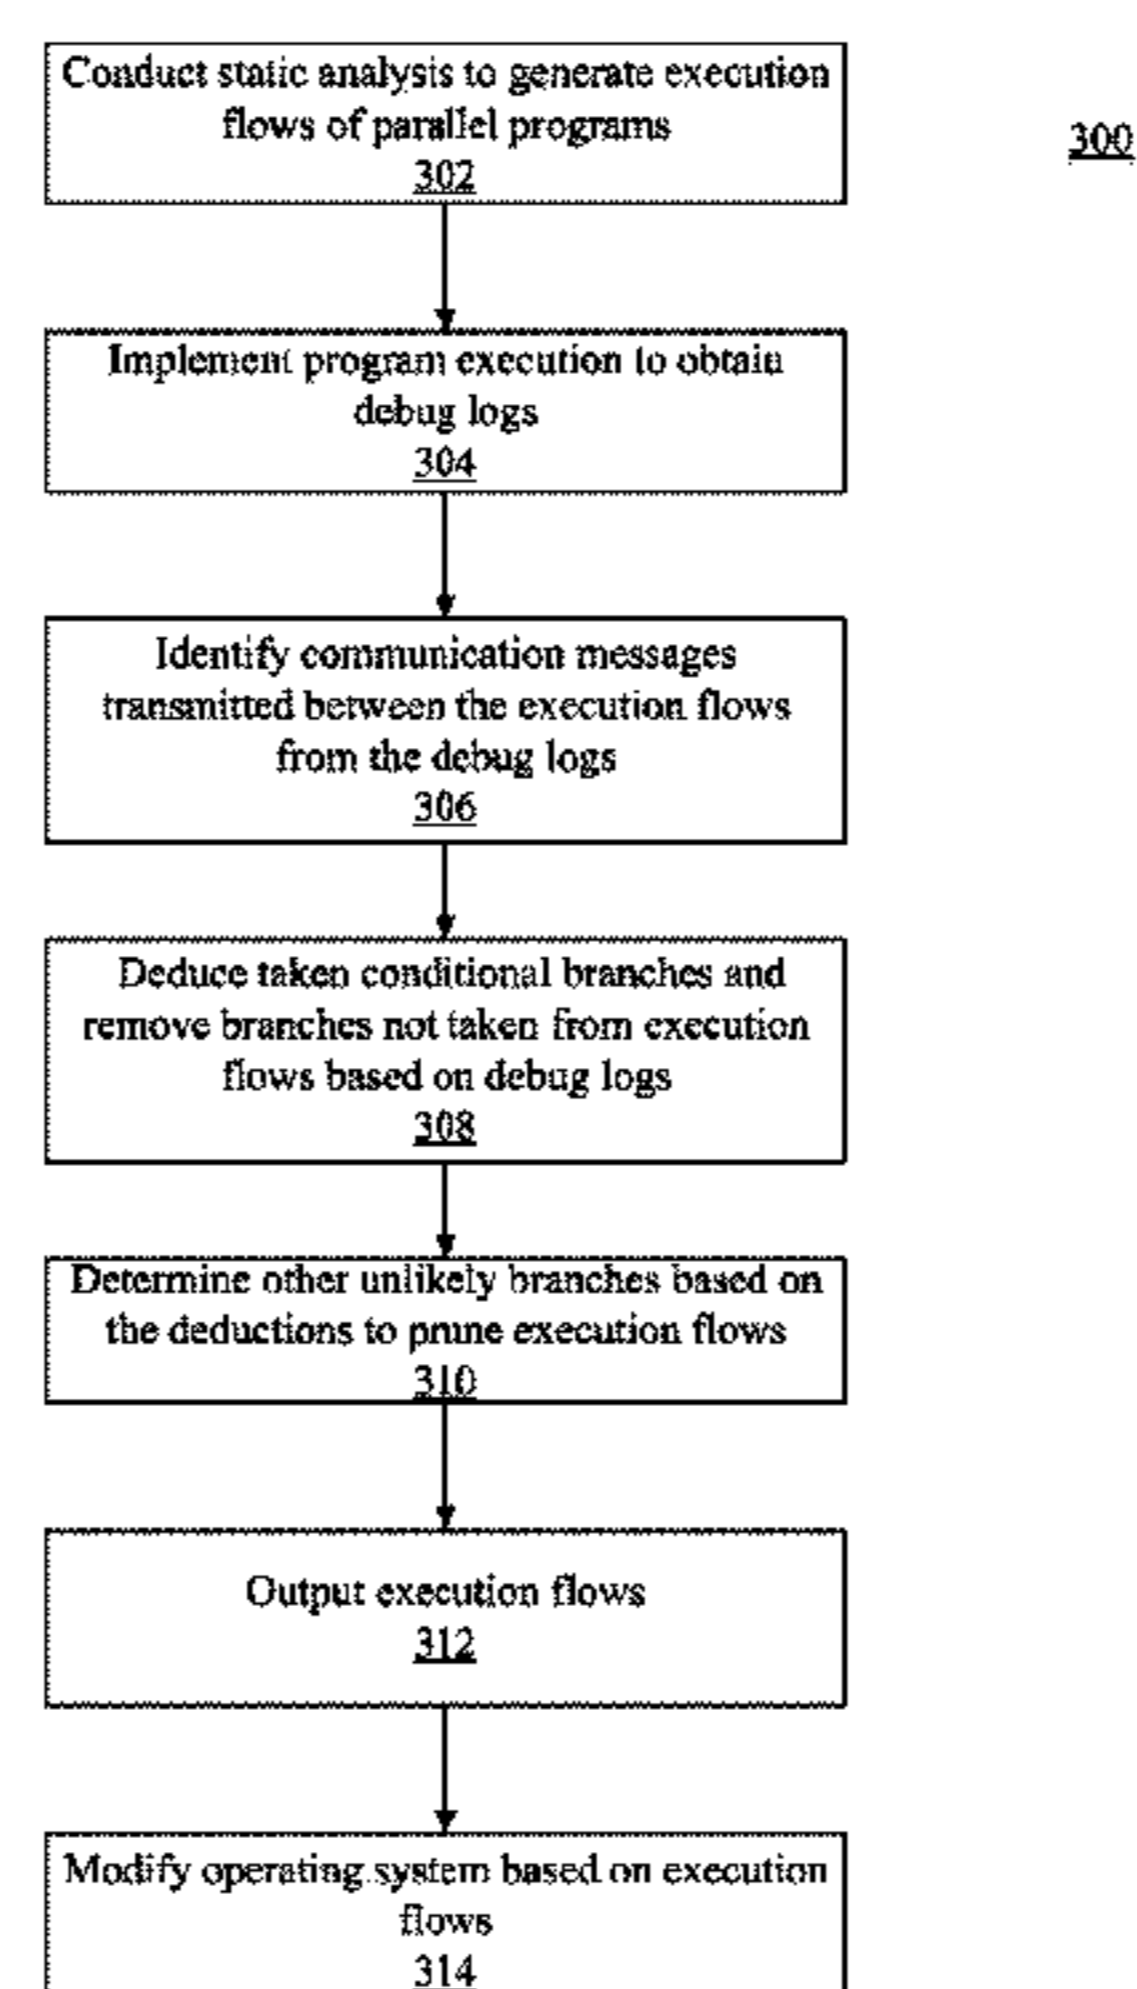 Conduct static analysis to generate execution
flows of parallel programs
302
300
Implement program execution to obtain
debug logs
304
Identify communication messages
transmitted between the execution flows
from the debug logs
306
Deduce taken conditional branches and
remove branches not taken from execution
flows based on debug logs
308
Determine other unlikely branches based on
the deductions to prune execution flows
310
Output execution flows
312
Modify operating system based on execution
flows
314